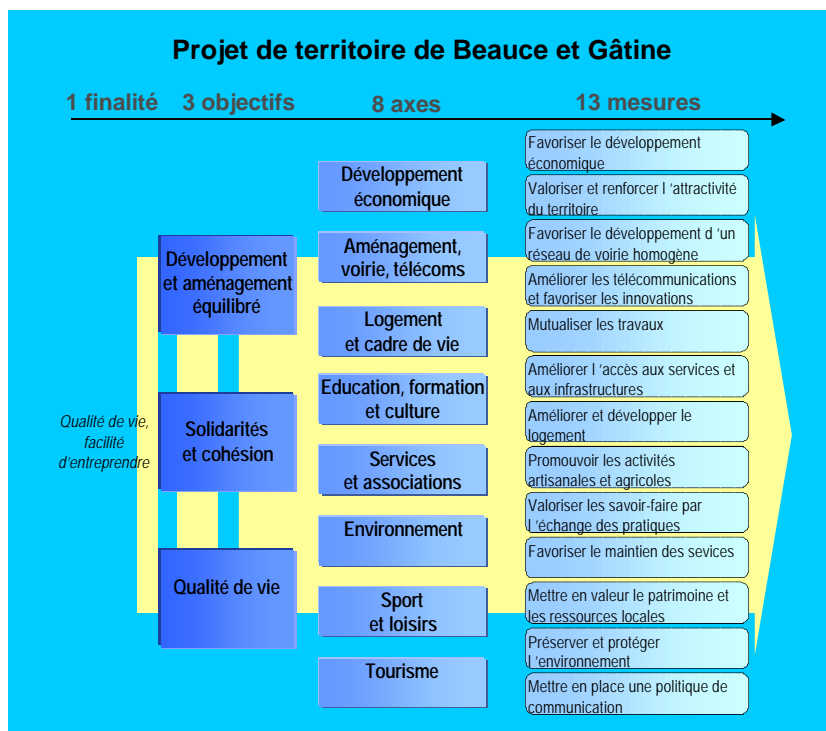 Projet de territoire de Beauce et Gâtine
1 finalité
3 objectifs
8 axes
13 mesures
Qualité de vie,
facilité
d'entreprendre
Développement
et aménagement
équilibré
Solidarités
et cohésion
Qualité de vie
Développement
économique
Aménagement,
voirie, télécoms
Logement
et cadre de vie
Education, formation
et culture
Services
et associations
Environnement
Sport
et loisirs
Tourisme
Favoriser le développement
économique
Valoriser et renforcer l 'attractivité
du territoire
Favoriser le développement d 'un
réseau de voirie homogène
Améliorer les télécommunications
et favoriser les innovations
Mutualiser les travaux
Améliorer l 'accès aux services et
aux infrastructures
Améliorer et développer le
logement
Promouvoir les activités
artisanales et agricoles
Valoriser les savoir-faire par
l 'échange des pratiques
Favoriser le maintien des sevices
Mettre en valeur le patrimoine et
les ressources locales
Préserver et protéger
l 'environnement
Mettre en place une politique de
communication